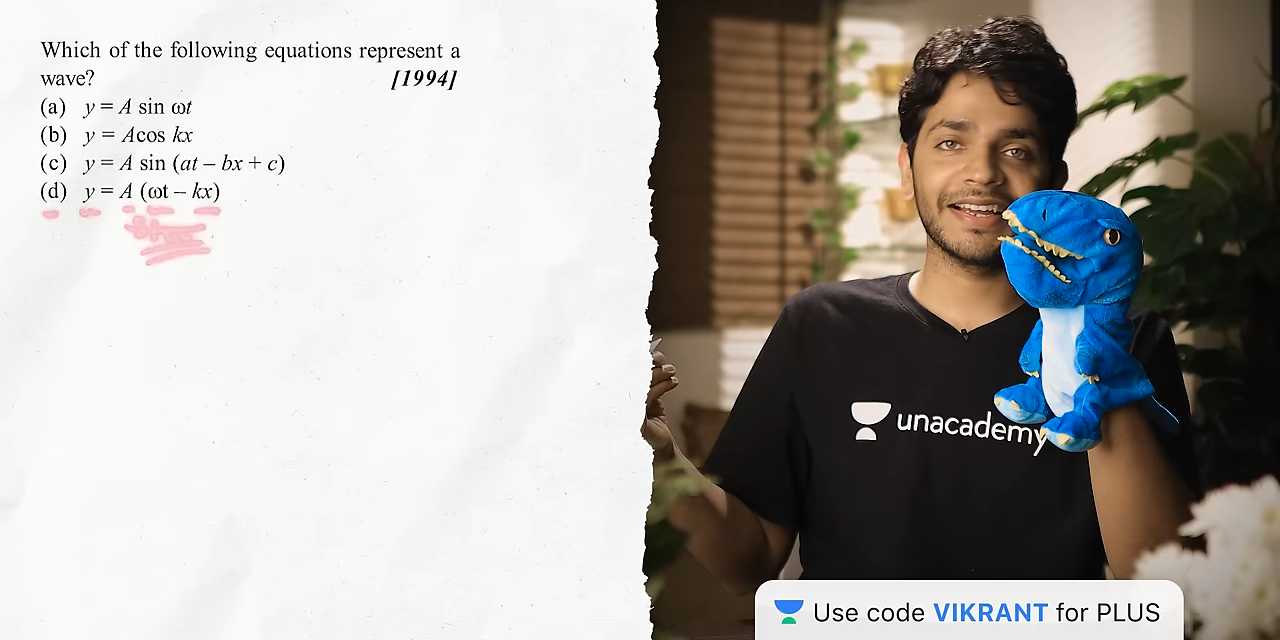 Which of the following equations represent a
wave? [1994]
(a) y = A sin ωt
(b) y = Acos kx
(c) y = A sin (at – bx + c)
(d) y = A (ωt – kx)
unacademy
Use code VIKRANT for PLUS